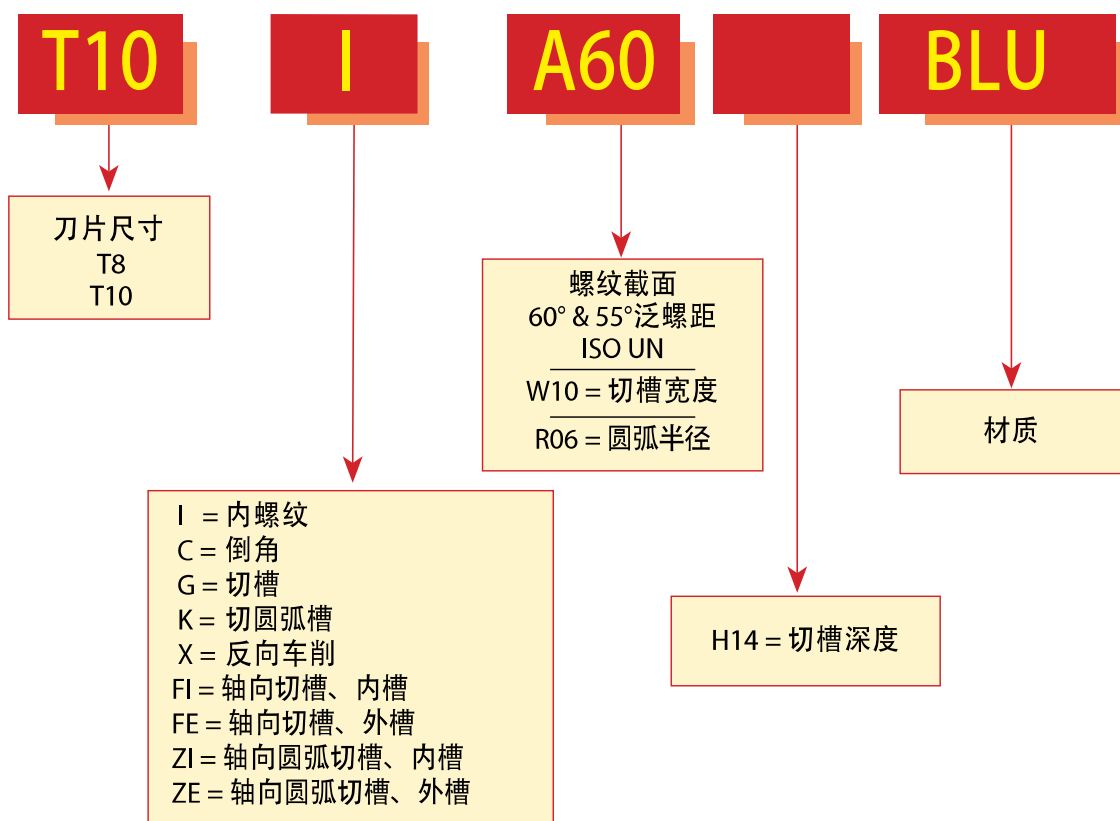 T10
I
A60
BLU
刀片尺寸
T8
T10
螺纹截面
60° & 55°泛螺距
ISO UN
W10 = 切槽宽度
R06 = 圆弧半径
材质
I = 内螺纹
C = 倒角
G = 切槽
K = 切圆弧槽
X = 反向车削
FI = 轴向切槽、内槽
FE = 轴向切槽、外槽
ZI = 轴向圆弧切槽、内槽
ZE = 轴向圆弧切槽、外槽
H14 = 切槽深度